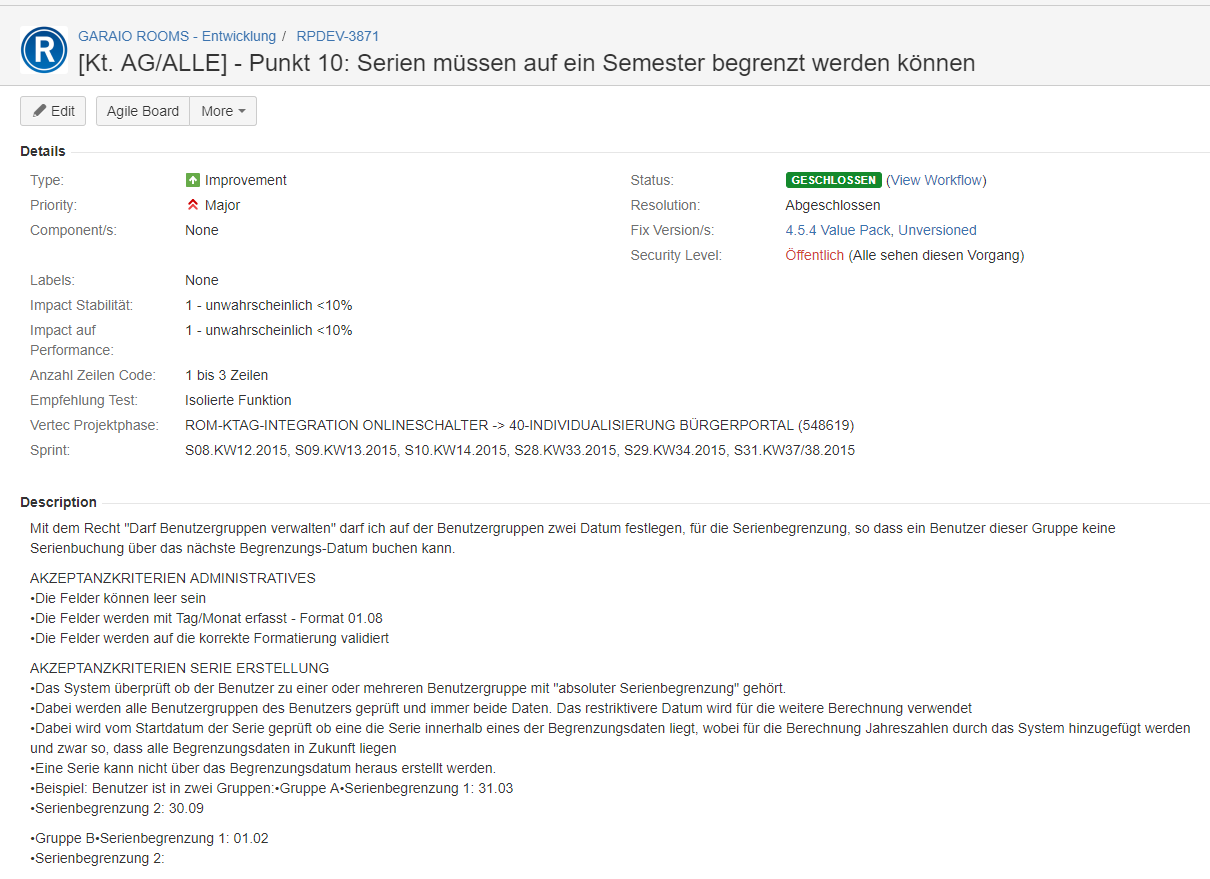 R
GARAIO ROOMS - Entwicklung / RPDEV-3871
[Kt. AG/ALLE] - Punkt 10: Serien müssen auf ein Semester begrenzt werden können
Edit Agile Board More
Details
Type: Improvement
Status: GESCHLOSSEN (View Workflow)
Priority: Major
Resolution: Abgeschlossen
Component/s: None
Fix Version/s: 4.5.4 Value Pack, Unversioned
Security Level: Öffentlich (Alle sehen diesen Vorgang)
Labels: None
Impact Stabilität: 1 - unwahrscheinlich <10%
Impact auf 1 - unwahrscheinlich <10%
Performance:
Anzahl Zeilen Code: 1 bis 3 Zeilen
Empfehlung Test: Isolierte Funktion
Vertec Projektphase: ROM-KTAG-INTEGRATION ONLINESCHALTER -> 40-INDIVIDUALISIERUNG BÜRGERPORTAL (548619)
Sprint: S08.KW12.2015, S09.KW13.2015, S10.KW14.2015, S28.KW33.2015, S29.KW34.2015, S31.KW37/38.2015
Description
Mit dem Recht "Darf Benutzergruppen verwalten" darf ich auf der Benutzergruppen zwei Datum festlegen, für die Serienbegrenzung, so dass ein Benutzer dieser Gruppe keine
Serienbuchung über das nächste Begrenzungs-Datum buchen kann.
AKZEPTANZKRITERIEN ADMINISTRATIVES
•Die Felder können leer sein
•Die Felder werden mit Tag/Monat erfasst - Format 01.08
•Die Felder werden auf die korrekte Formatierung validiert
AKZEPTANZKRITERIEN SERIE ERSTELLUNG
•Das System überprüft ob der Benutzer zu einer oder mehreren Benutzergruppe mit "absoluter Serienbegrenzung" gehört.
•Dabei werden alle Benutzergruppen des Benutzers geprüft und immer beide Daten. Das restriktivere Datum wird für die weitere Berechnung verwendet
•Dabei wird vom Startdatum der Serie geprüft ob eine die Serie innerhalb eines der Begrenzungsdaten liegt, wobei für die Berechnung Jahreszahlen durch das System hinzugefügt werden
und zwar so, dass alle Begrenzungsdaten in Zukunft liegen
•Eine Serie kann nicht über das Begrenzungsdatum heraus erstellt werden.
•Beispiel: Benutzer ist in zwei Gruppen:•Gruppe A•Serienbegrenzung 1: 31.03
•Serienbegrenzung 2: 30.09
•Gruppe B•Serienbegrenzung 1: 01.02
•Serienbegrenzung 2: